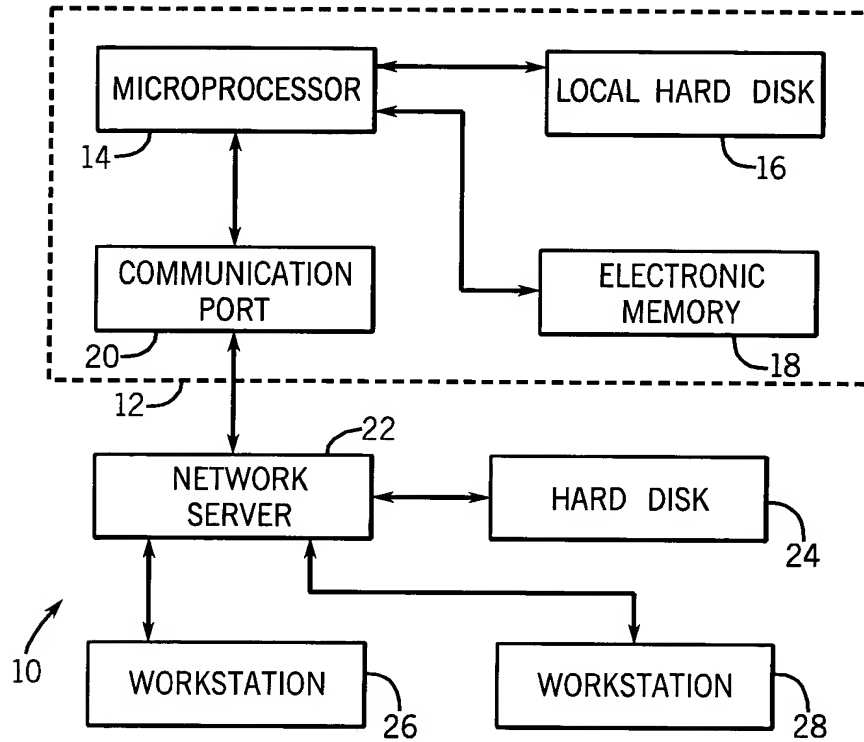 MICROPROCESSOR
LOCAL HARD DISK
14
16
COMMUNICATION
PORT
ELECTRONIC
MEMORY
20
18
12
22
NETWORK
SERVER
HARD DISK
24
10
WORKSTATION
WORKSTATION
26
28